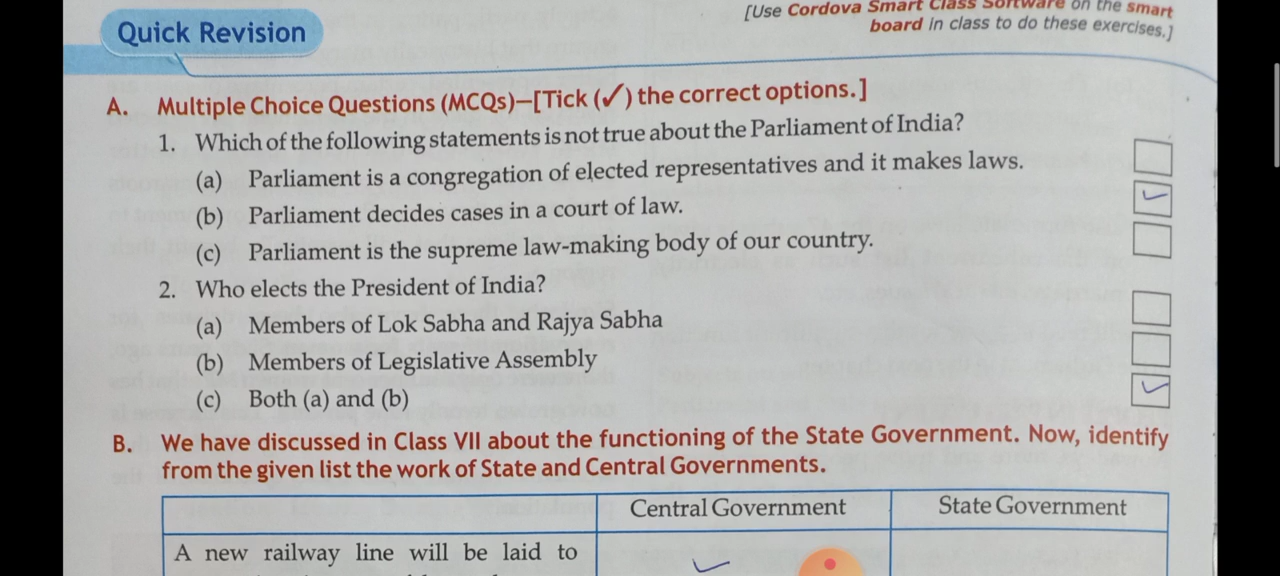 Quick Revision
[Use Cordova Smart Class Software on the smart
board in class to do these exercises.]
A. Multiple Choice Questions (MCQs)–[Tick (✓) the correct options.]
1. Which of the following statements is not true about the Parliament of India?
(a) Parliament is a congregation of elected representatives and it makes laws.
(b) Parliament decides cases in a court of law. ✓
(c) Parliament is the supreme law-making body of our country.
2. Who elects the President of India?
(a) Members of Lok Sabha and Rajya Sabha
(b) Members of Legislative Assembly
(c) Both (a) and (b) ✓
B. We have discussed in Class VII about the functioning of the State Government. Now, identify
from the given list the work of State and Central Governments.
Central Government State Government
A new railway line will be laid to ✓